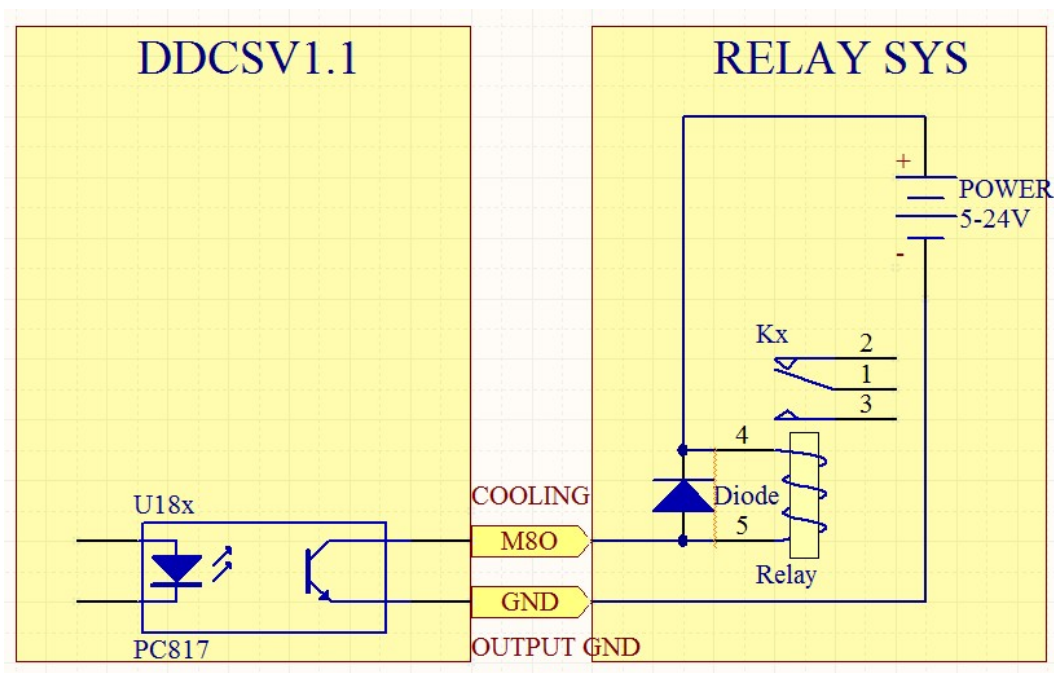 DDCSV1.1
RELAY SYS
+
POWER
5-24V
-
Kx
2
1
3
4
COOLING
Diode
U18x
M8O
5
Relay
GND
PC817
OUTPUT GND